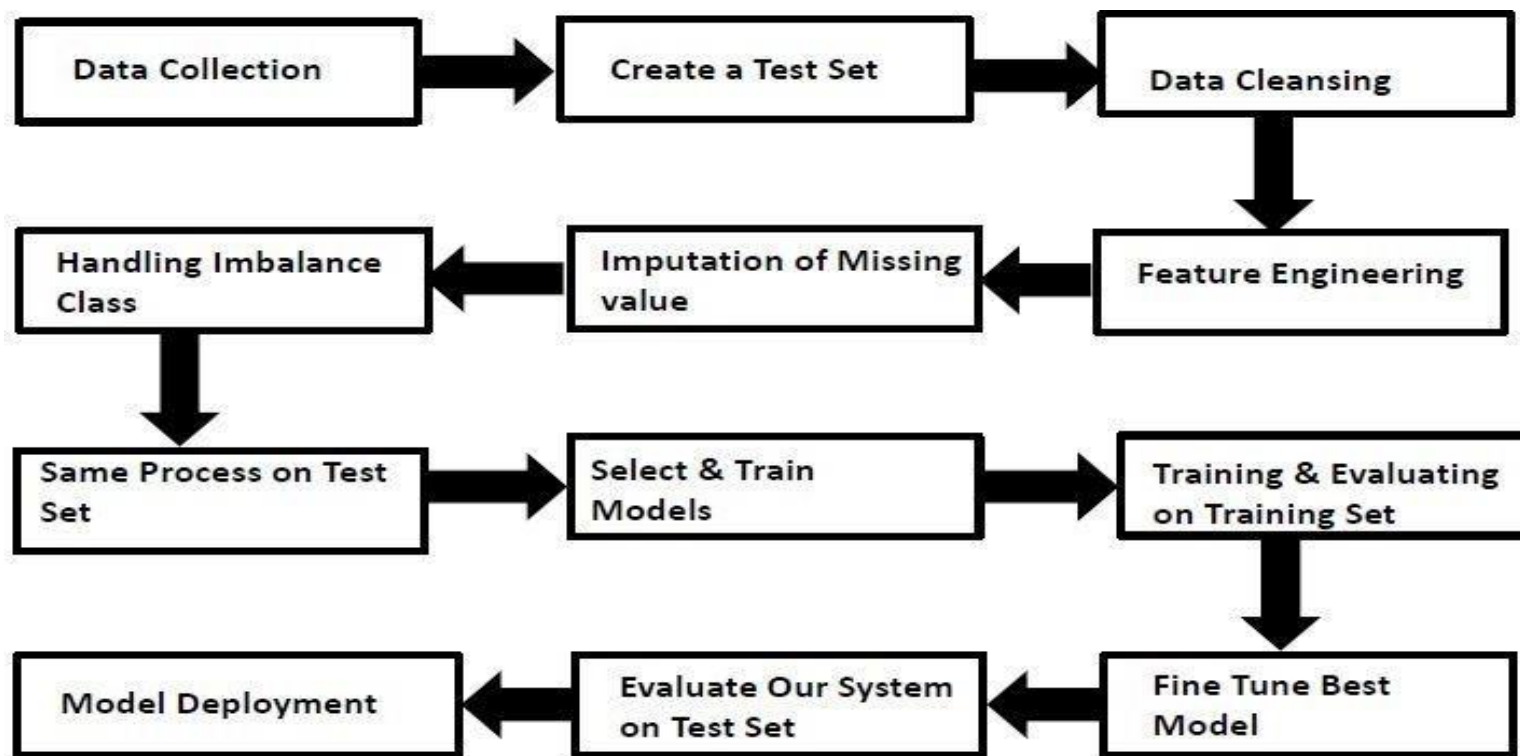 Data Collection
Create a Test Set
Data Cleansing
Feature Engineering
Imputation of Missing
value
Handling Imbalance
Class
Same Process on Test
Set
Select & Train
Models
Training & Evaluating
on Training Set
Fine Tune Best
Model
Evaluate Our System
on Test Set
Model Deployment